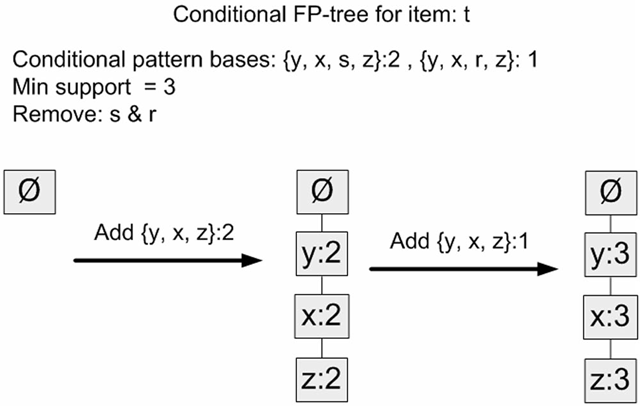 Conditional FP-tree for item: t
Conditional pattern bases: {y, x, s, z}:2 , {y, x, r, z}: 1
Min support = 3
Remove: s & r
Ø
Add {y, x, z}:2
Ø
y:2
x:2
z:2
Add {y, x, z}:1
Ø
y:3
x:3
z:3